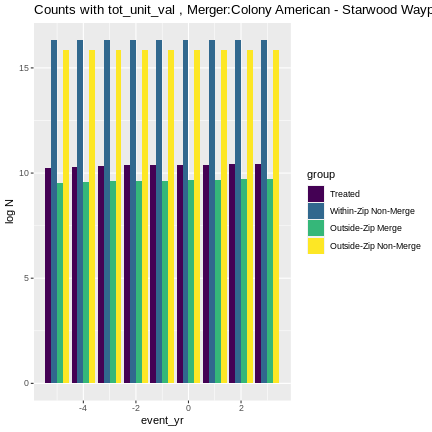 Counts with tot_unit_val , Merger:Colony American - Starwood Wayp
log N
15
10
5
0
-4
-2
0
2
event_yr
group
Treated
Within-Zip Non-Merge
Outside-Zip Merge
Outside-Zip Non-Merge